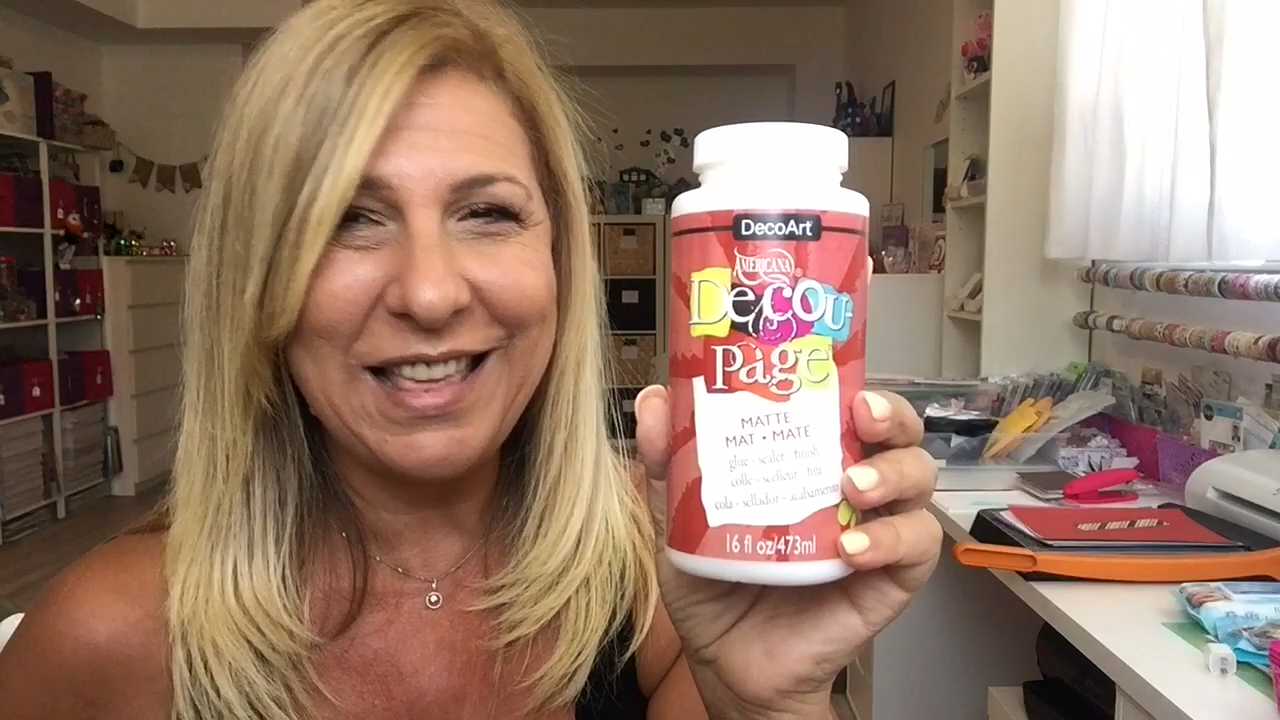 DecoArt
AMERICANA®
Decou-
Page
MATTE
MAT • MATE
glue - sealer - finish
colle - scelleur - fini
cola - sellador - acabamento
16 fl oz/473ml